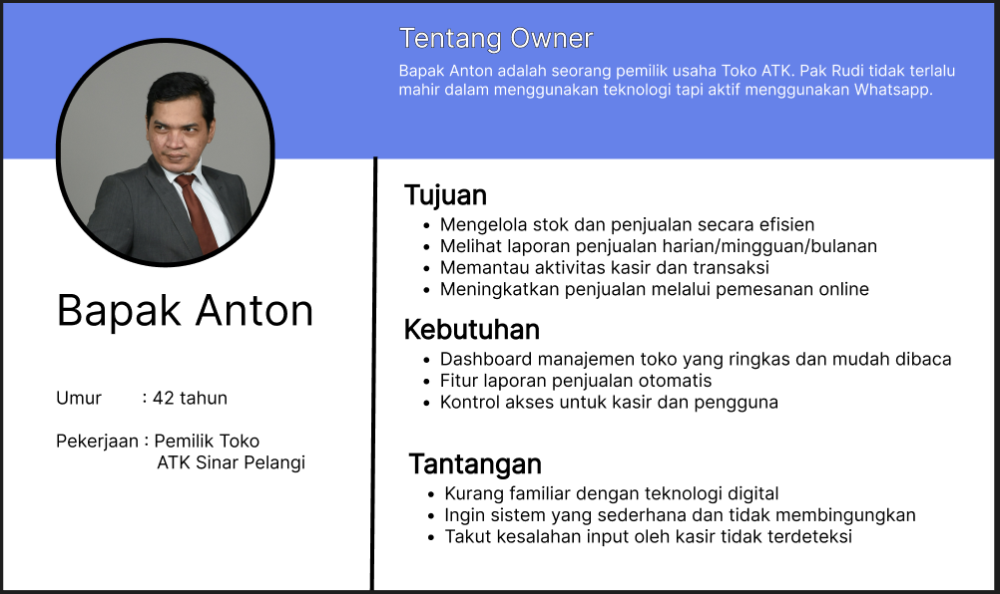 Tentang Owner
Bapak Anton adalah seorang pemilik usaha Toko ATK. Pak Rudi tidak terlalu
mahir dalam menggunakan teknologi tapi aktif menggunakan Whatsapp.
Bapak Anton
Umur : 42 tahun
Pekerjaan : Pemilik Toko
ATK Sinar Pelangi
Tujuan
• Mengelola stok dan penjualan secara efisien
• Melihat laporan penjualan harian/mingguan/bulanan
• Memantau aktivitas kasir dan transaksi
• Meningkatkan penjualan melalui pemesanan online
Kebutuhan
• Dashboard manajemen toko yang ringkas dan mudah dibaca
• Fitur laporan penjualan otomatis
• Kontrol akses untuk kasir dan pengguna
Tantangan
• Kurang familiar dengan teknologi digital
• Ingin sistem yang sederhana dan tidak membingungkan
• Takut kesalahan input oleh kasir tidak terdeteksi